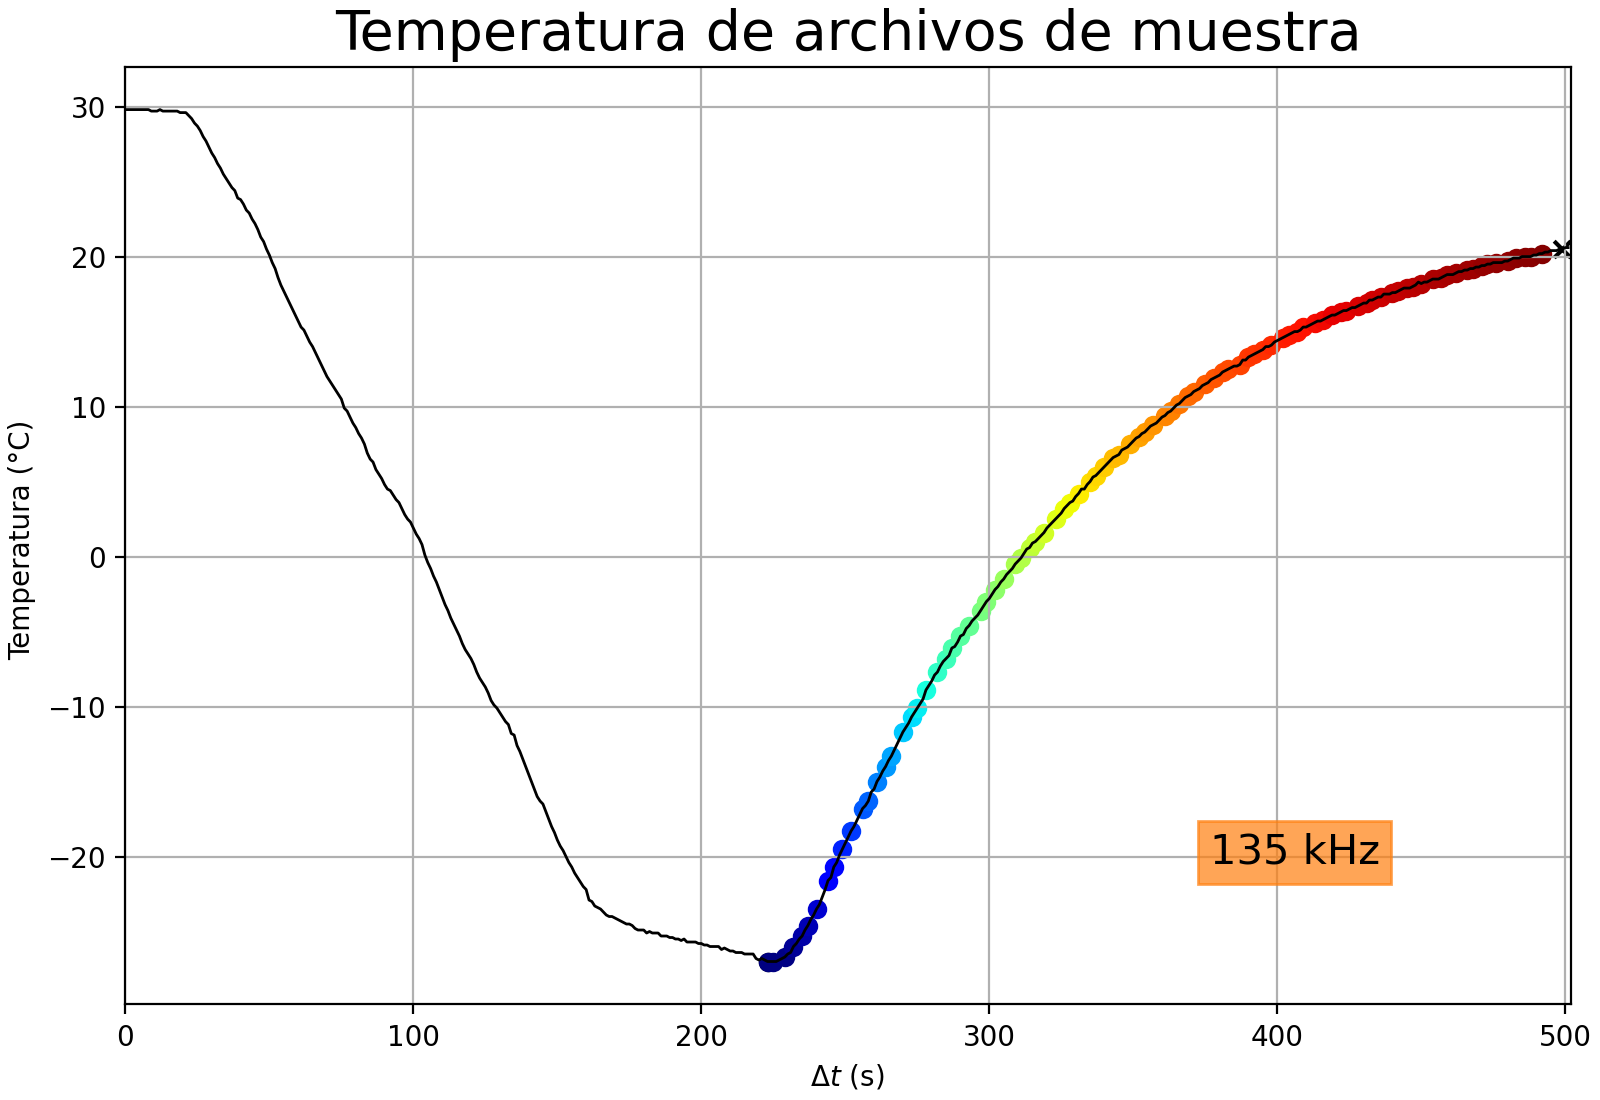 Temperatura de archivos de muestra
Temperatura (°C)
30
20
10
0
−10
−20
135 kHz
0 100 200 300 400 500
Δt (s)